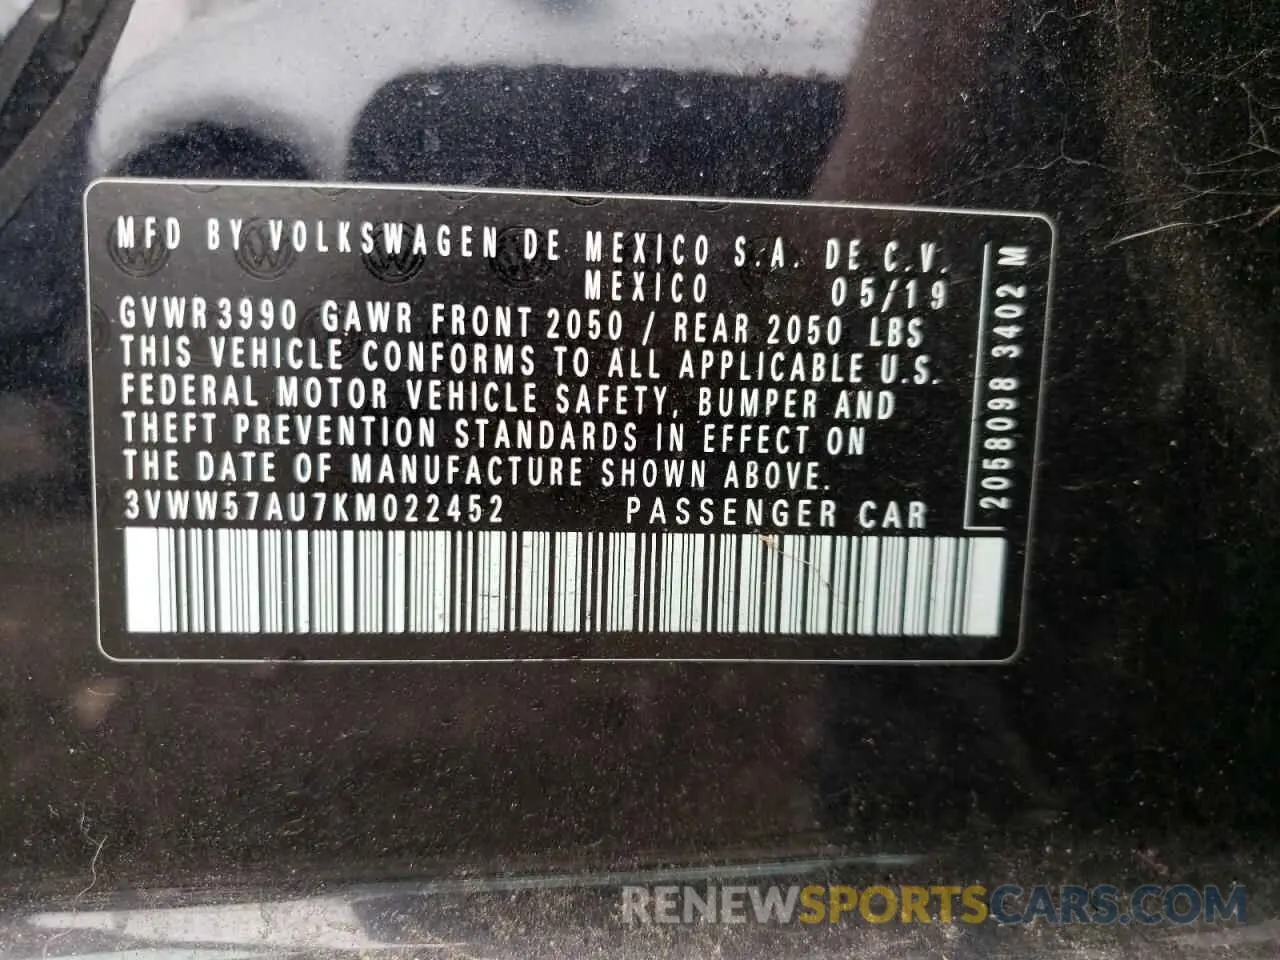 MFD BY VOLKSWAGEN DE MEXICO S.A. DE C.V.
MEXICO 05/19
GVWR 3990 GAWR FRONT 2050 / REAR 2050 LBS
THIS VEHICLE CONFORMS TO ALL APPLICABLE U.S.
FEDERAL MOTOR VEHICLE SAFETY, BUMPER AND
THEFT PREVENTION STANDARDS IN EFFECT ON
THE DATE OF MANUFACTURE SHOWN ABOVE.
3VWW57AU7KM022452 PASSENGER CAR
2058098 3402 M
RENEWSPORTSCARS.COM